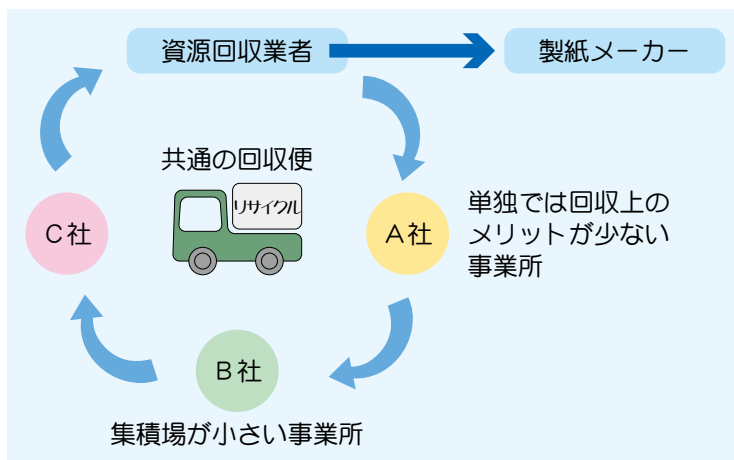 資源回収業者
製紙メーカー
共通の回収便
リサイクル
C社
A社
単独では回収上の
メリットが少ない
事業所
B社
集積場が小さい事業所